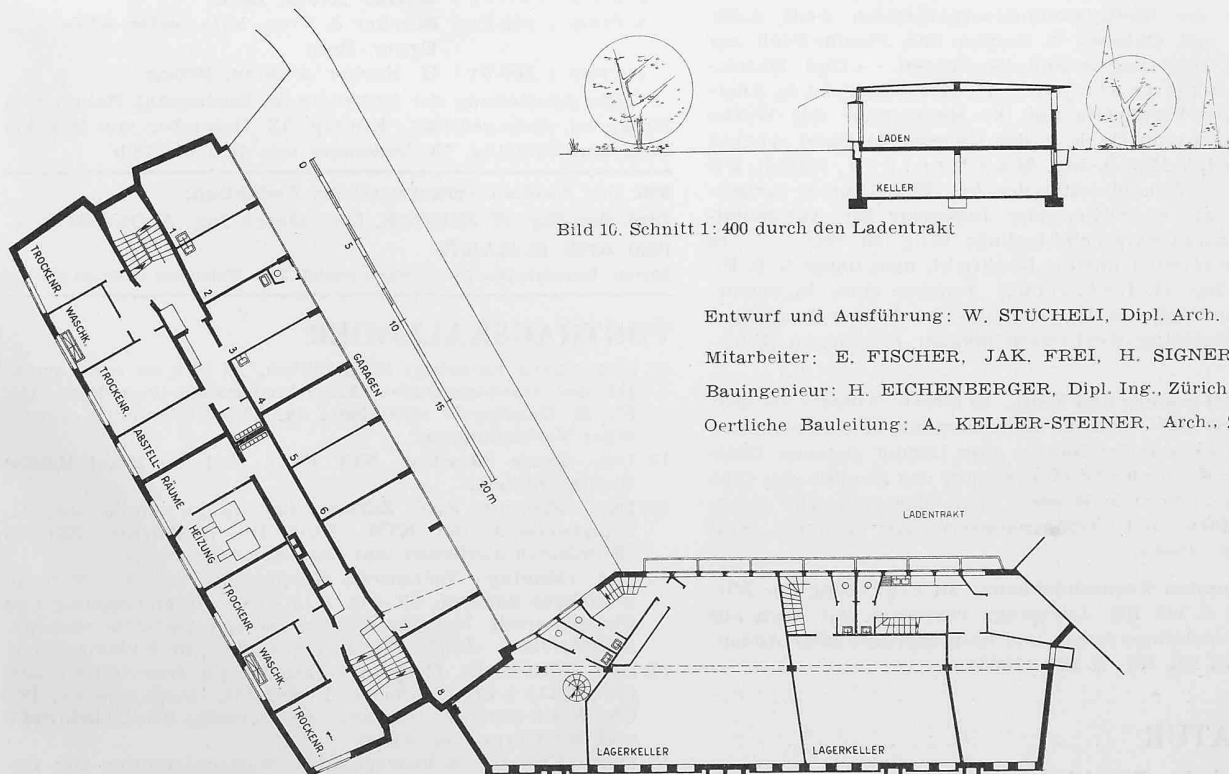 LADEN
KELLER
Bild 10. Schnitt 1:400 durch den Ladentrakt
Entwurf und Ausführung: W. STÜCHELI, Dipl. Arch.
Mitarbeiter: E. FISCHER, JAK. FREI, H. SIGNER
Bauingenieur: H. EICHENBERGER, Dipl. Ing., Zürich
Oertliche Bauleitung: A. KELLER-STEINER, Arch.,
TROCKENR.
WASCHK.
TROCKENR.
ABSTELL-
RÄUME
HEIZUNG
TROCKENR.
WASCHK.
TROCKENR.
1
2
3
4
5
6
7
8
GARAGEN
0
5
10
15
20 m
LADENTRAKT
LAGERKELLER
LAGERKELLER